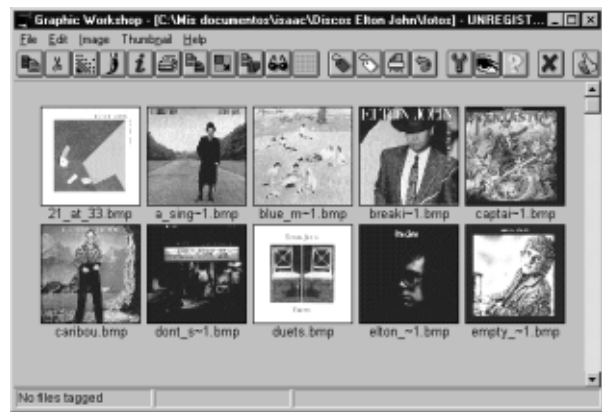 Graphic Workshop - [C:\Mis documentos\isaac\Discos Elton John\fotos] - UNREGIST...
File Edit Image Thumbnail Help
21_at_33.bmp a_sing~1.bmp blue_m~1.bmp breaki~1.bmp captai~1.bmp
ELTON JOHN
caribou.bmp dont_s~1.bmp duets.bmp elton_~1.bmp empty_~1.bmp
No files tagged